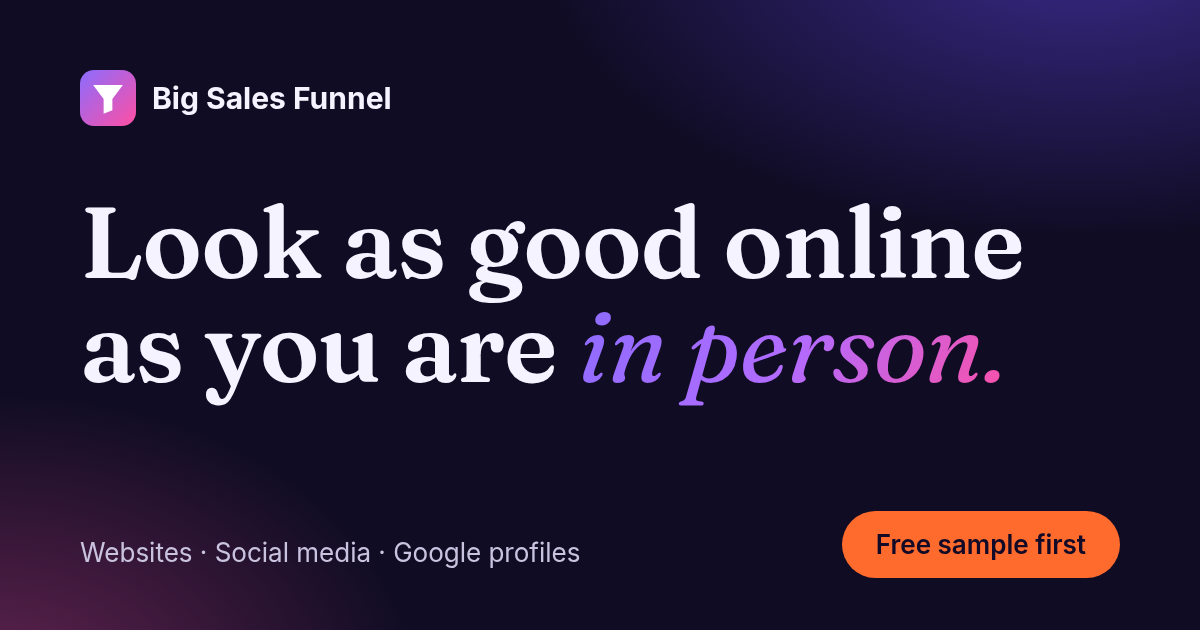 Big Sales Funnel
Look as good online
as you are in person.
Websites · Social media · Google profiles
Free sample first